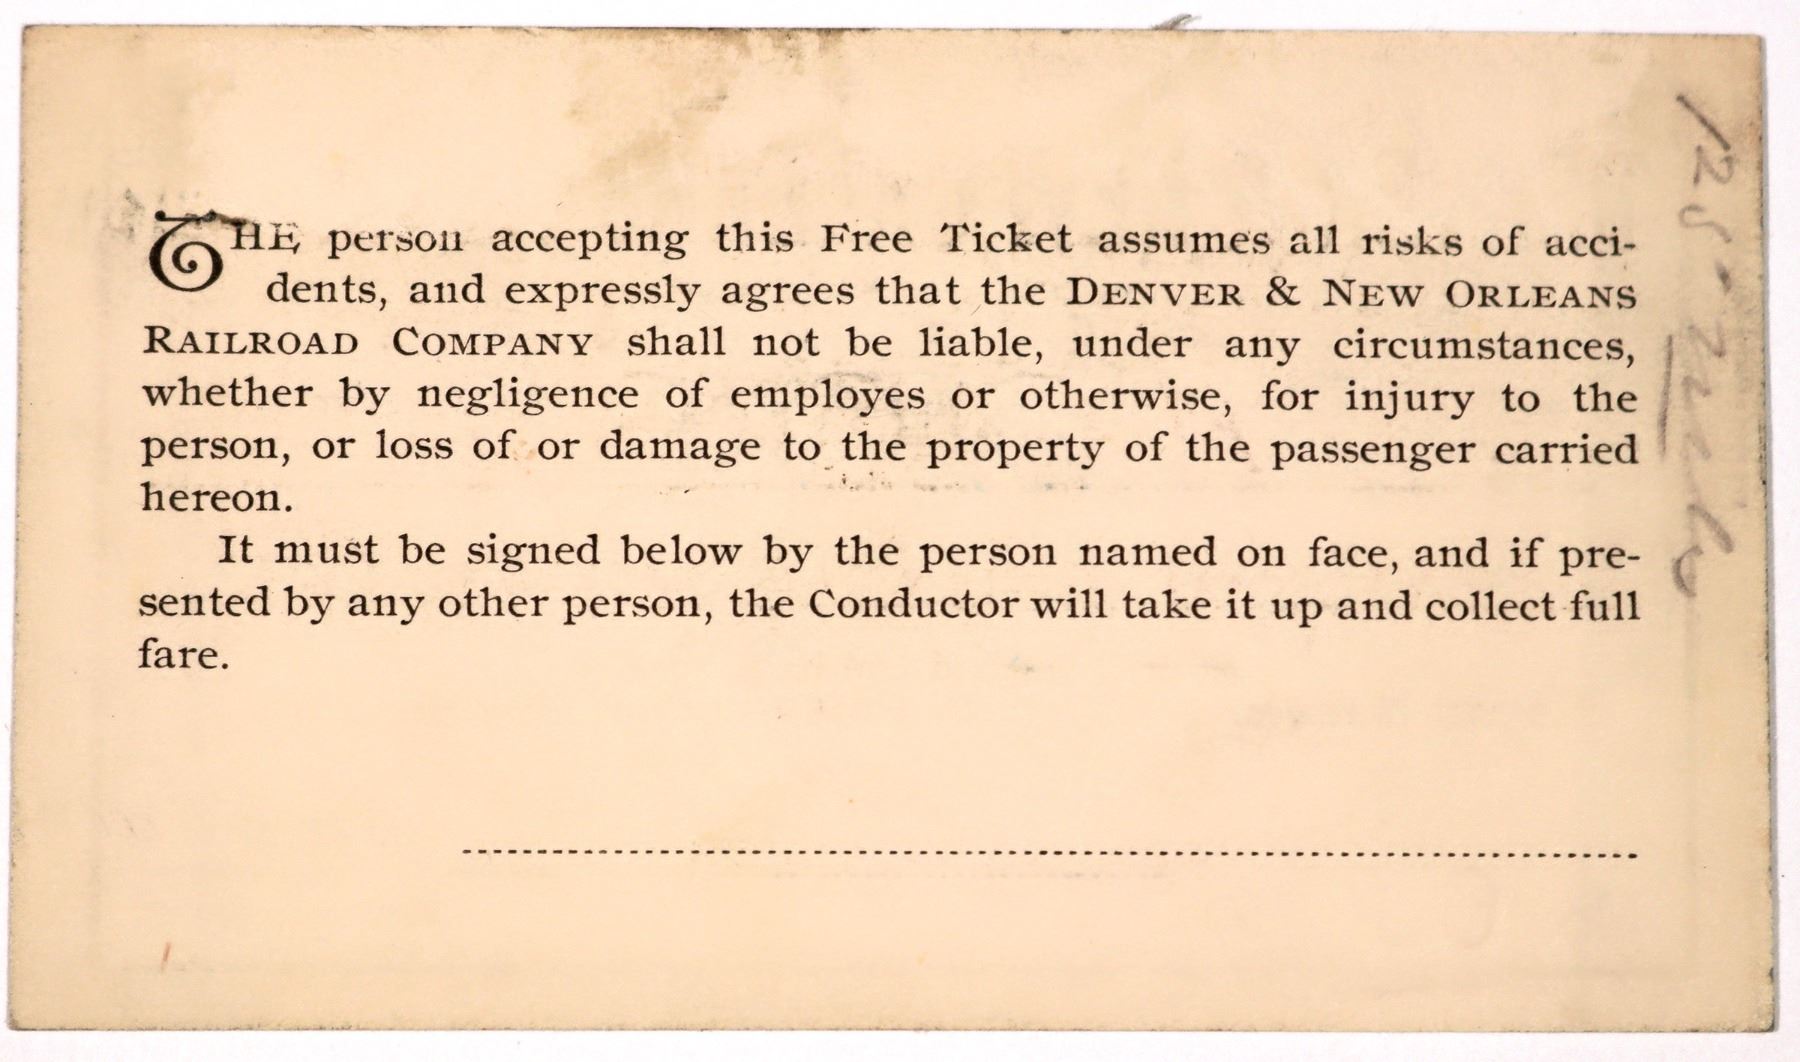 THE person accepting this Free Ticket assumes all risks of acci-
dents, and expressly agrees that the DENVER & NEW ORLEANS
RAILROAD COMPANY shall not be liable, under any circumstances,
whether by negligence of employes or otherwise, for injury to the
person, or loss of or damage to the property of the passenger carried
hereon.
It must be signed below by the person named on face, and if pre-
sented by any other person, the Conductor will take it up and collect full
fare.